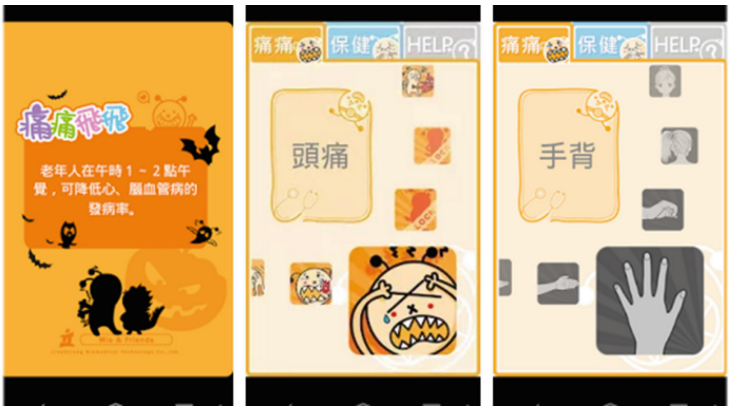 痛痛飛飛
老年人在午時1~2點午
覺,可降低心、腦血管病的
發病率。
Wis & Friends
痛痛
保健
HELP?
頭痛
LOCK
LOCK
痛痛
保健
HELP?
手背